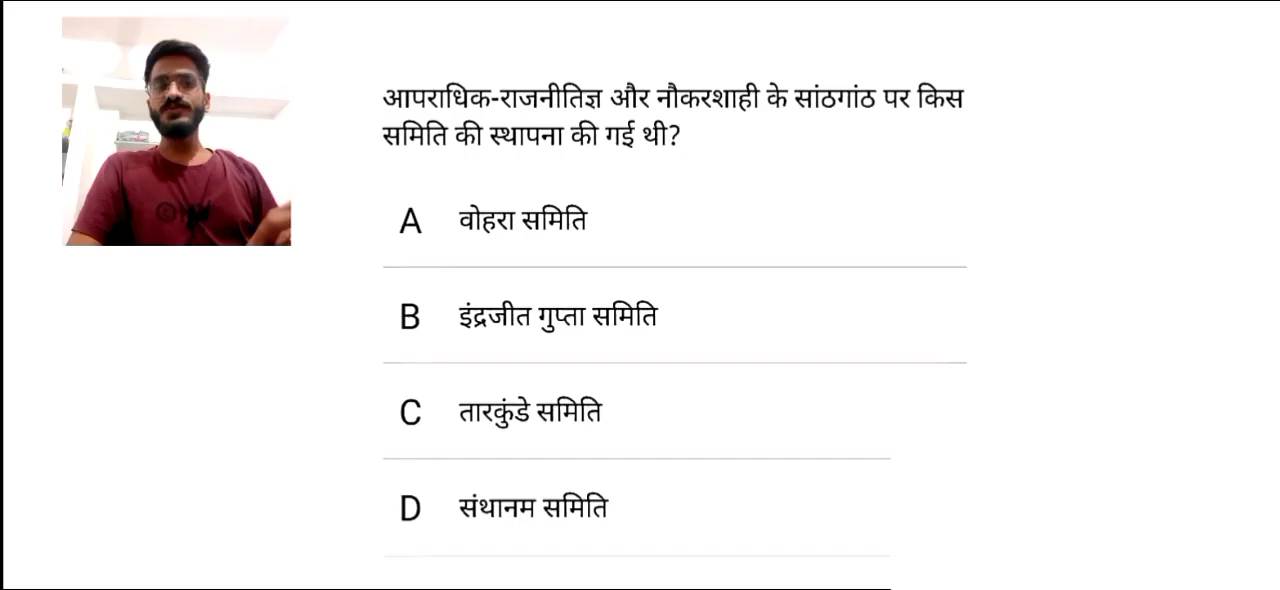 आपराधिक-राजनीतिज्ञ और नौकरशाही के सांठगांठ पर किस
समिति की स्थापना की गई थी?
A वोहरा समिति
B इंद्रजीत गुप्ता समिति
C तारकुंडे समिति
D संथानम समिति